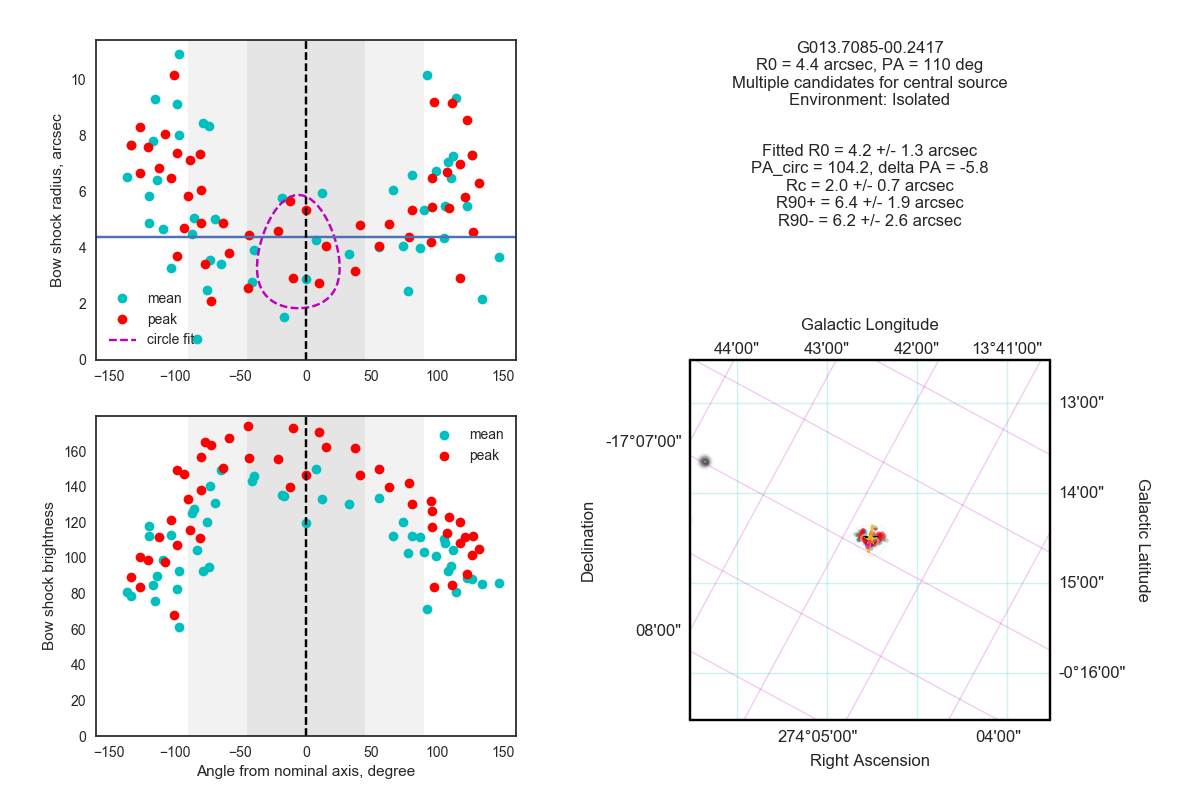 Bow shock radius, arcsec
10
8
6
4
2
0
mean
peak
circle fit
−150 −100 −50 0 50 100 150
Bow shock brightness
160
140
120
100
80
60
40
20
0
mean
peak
−150 −100 −50 0 50 100 150
Angle from nominal axis, degree
G013.7085-00.2417
R0 = 4.4 arcsec, PA = 110 deg
Multiple candidates for central source
Environment: Isolated
Fitted R0 = 4.2 +/- 1.3 arcsec
PA_circ = 104.2, delta PA = -5.8
Rc = 2.0 +/- 0.7 arcsec
R90+ = 6.4 +/- 1.9 arcsec
R90- = 6.2 +/- 2.6 arcsec
Galactic Longitude
44'00" 43'00" 42'00" 13°41'00"
13'00"
-17°07'00"
14'00"
Declination
Galactic Latitude
15'00"
08'00"
-0°16'00"
274°05'00" 04'00"
Right Ascension